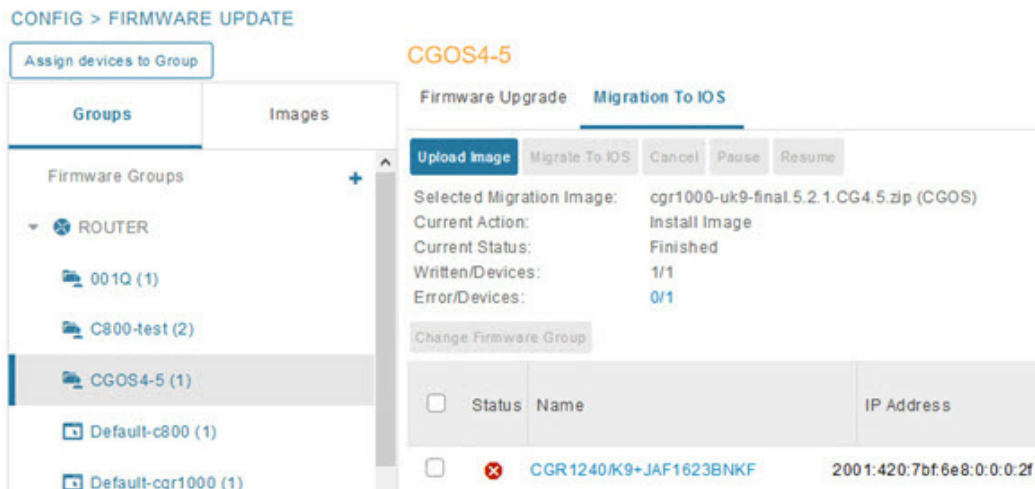 CONFIG > FIRMWARE UPDATE
Assign devices to Group
Groups
Images
Firmware Groups
+
ROUTER
001Q (1)
C800-test (2)
CGOS4-5 (1)
Default-c800 (1)
Default-cgr1000 (1)
CGOS4-5
Firmware Upgrade
Migration To IOS
Upload Image
Migrate To IOS
Cancel
Pause
Resume
Selected Migration Image: cgr1000-uk9-final.5.2.1.CG4.5.zip (CGOS)
Current Action: Install Image
Current Status: Finished
Written/Devices: 1/1
Error/Devices: 0/1
Change Firmware Group
Status Name IP Address
CGR1240/K9+JAF1623BNKF 2001:420:7bf:6e8:0:0:0:2f